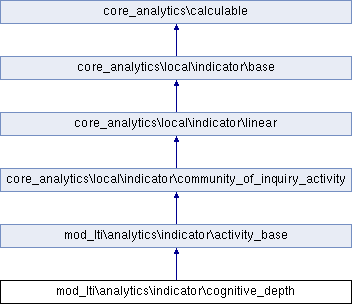 core_analytics\calculable
core_analytics\local\indicator\base
core_analytics\local\indicator\linear
core_analytics\local\indicator\community_of_inquiry_activity
mod_lti\analytics\indicator\activity_base
mod_lti\analytics\indicator\cognitive_depth